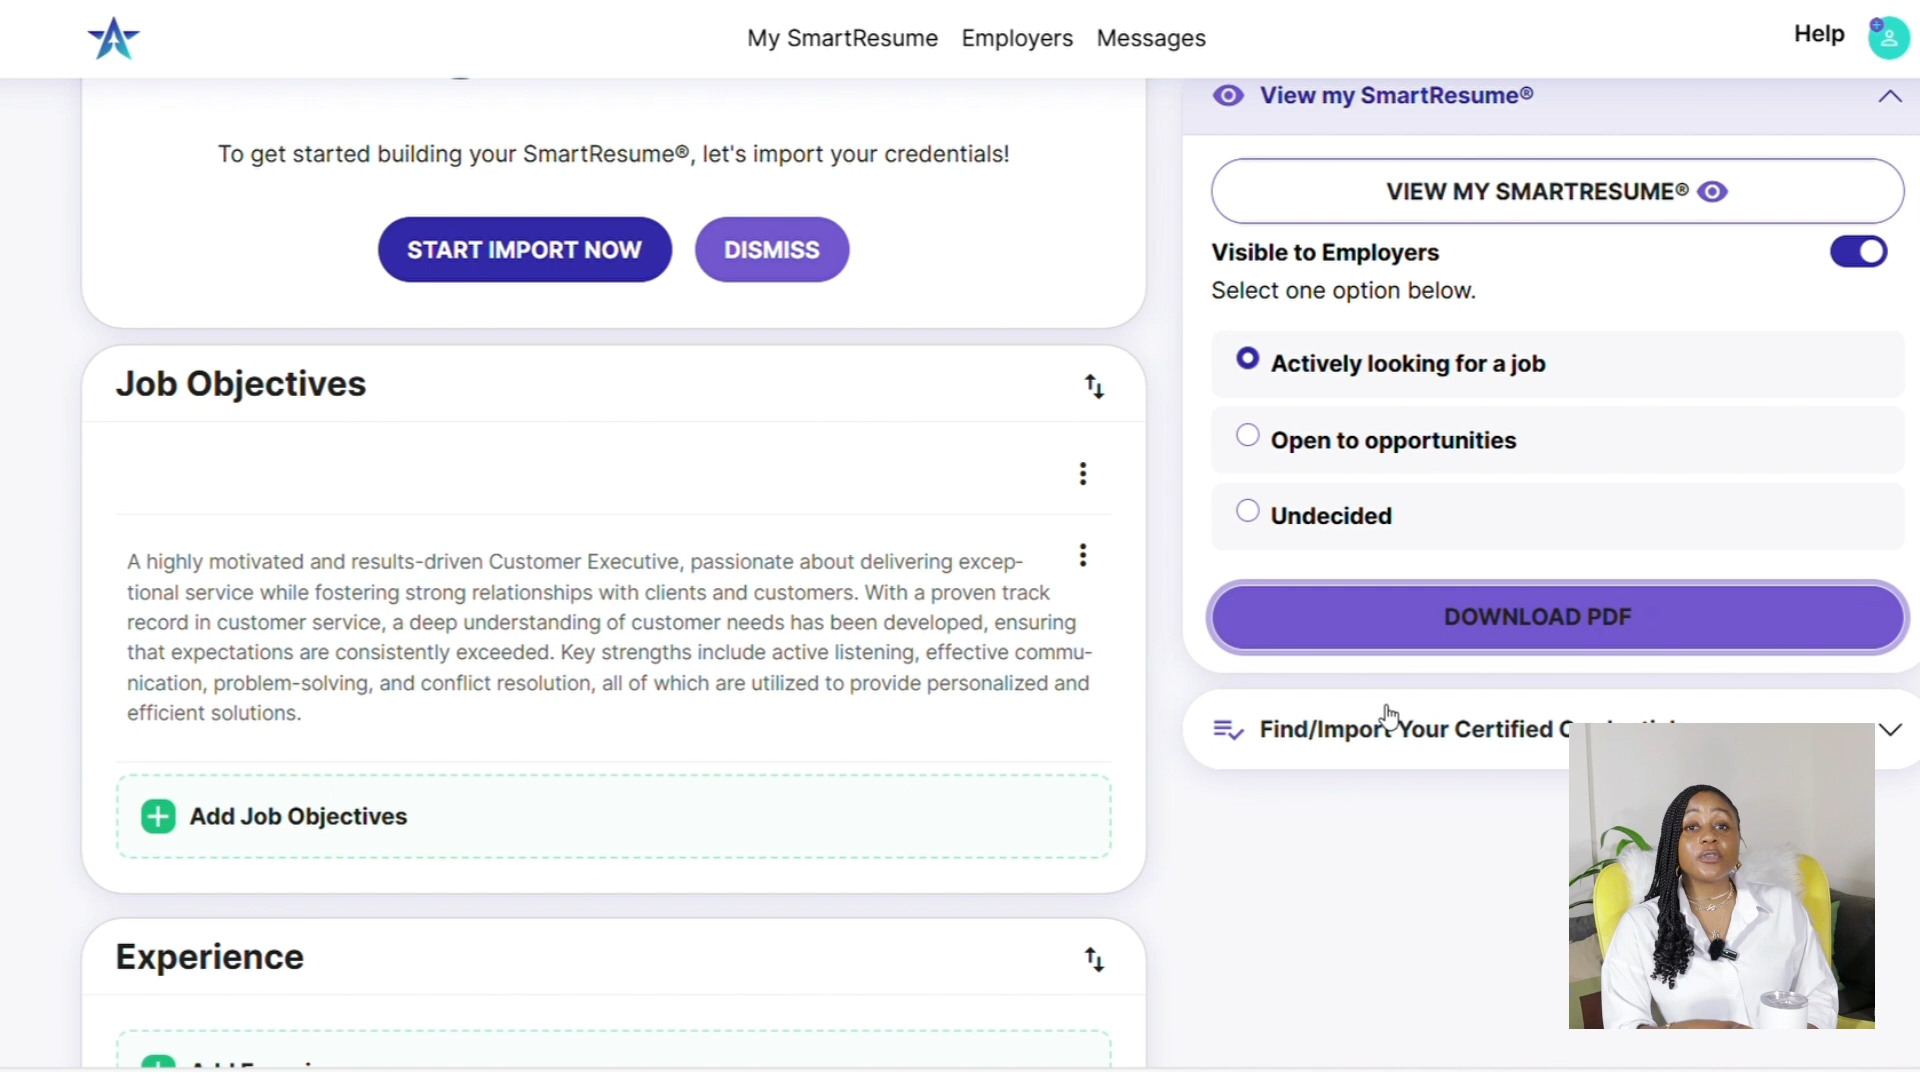 My SmartResume Employers Messages
Help
To get started building your SmartResume®, let's import your credentials!
START IMPORT NOW
DISMISS
Job Objectives
A highly motivated and results-driven Customer Executive, passionate about delivering excep-
tional service while fostering strong relationships with clients and customers. With a proven track
record in customer service, a deep understanding of customer needs has been developed, ensuring
that expectations are consistently exceeded. Key strengths include active listening, effective commu-
nication, problem-solving, and conflict resolution, all of which are utilized to provide personalized and
efficient solutions.
Add Job Objectives
Experience
View my SmartResume®
VIEW MY SMARTRESUME®
Visible to Employers
Select one option below.
Actively looking for a job
Open to opportunities
Undecided
DOWNLOAD PDF
Find/Import Your Certified